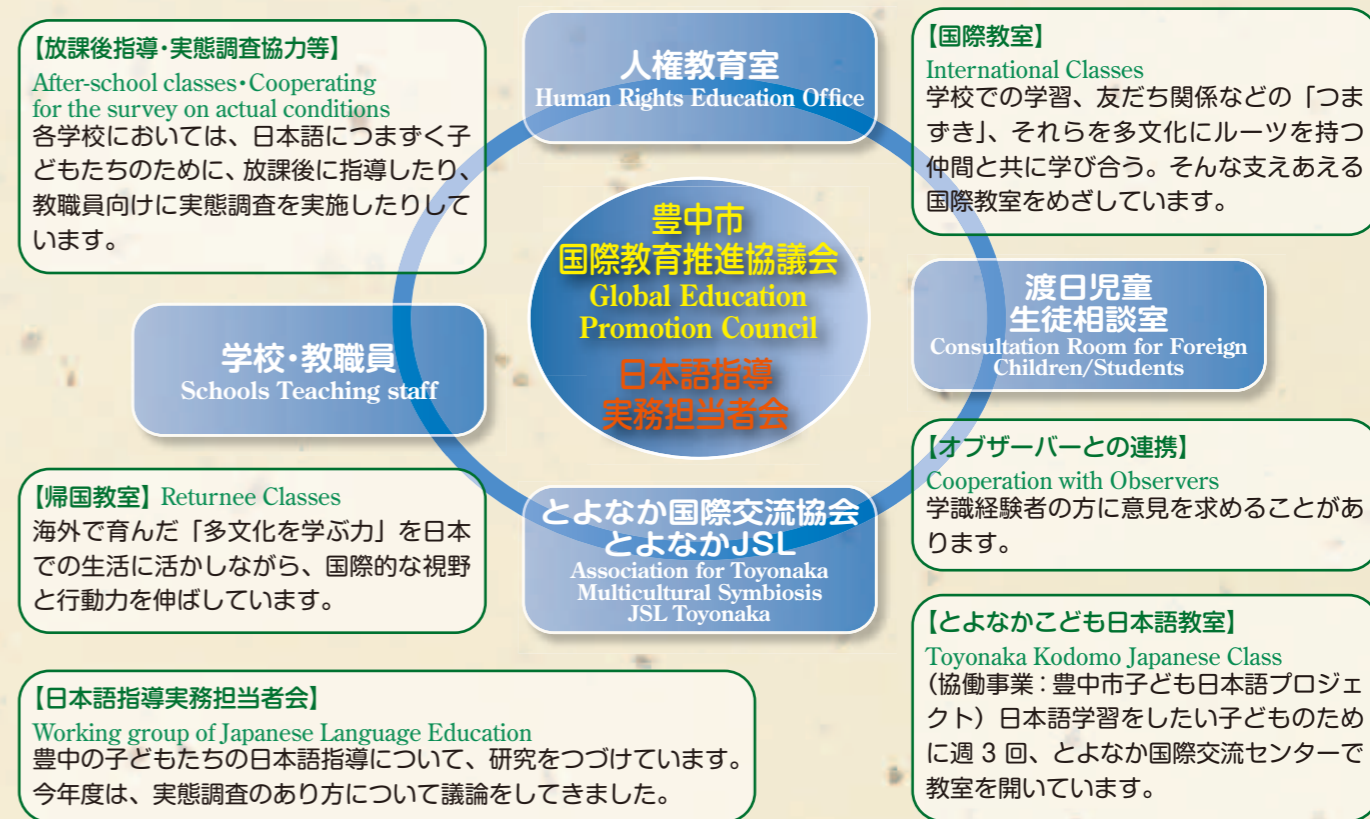 【放課後指導・実態調査協力等】
After-school classes・Cooperating
for the survey on actual conditions
各学校においては、日本語につまずく子
どもたちのために、放課後に指導したり、
教職員向けに実態調査を実施したりして
います。
人権教育室
Human Rights Education Office
【国際教室】
International Classes
学校での学習、友だち関係などの「つま
ずき」、それらを多文化にルーツを持つ
仲間と共に学び合う。そんな支えあえる
国際教室をめざしています。
豊中市
国際教育推進協議会
Global Education
Promotion Council
日本語指導
実務担当者会
学校・教職員
Schools Teaching staff
渡日児童
生徒相談室
Consultation Room for Foreign
Children/Students
【帰国教室】 Returnee Classes
海外で育んだ「多文化を学ぶ力」を日本
での生活に活かしながら、国際的な視野
と行動力を伸ばしています。
とよなか国際交流協会
とよなかJSL
Association for Toyonaka
Multicultural Symbiosis
JSL Toyonaka
【オブザーバーとの連携】
Cooperation with Observers
学識経験者の方に意見を求めることがあ
ります。
【日本語指導実務担当者会】
Working group of Japanese Language Education
豊中の子どもたちの日本語指導について、研究をつづけています。
今年度は、実態調査のあり方について議論をしてきました。
【とよなかこども日本語教室】
Toyonaka Kodomo Japanese Class
(協働事業：豊中市子ども日本語プロジェ
クト) 日本語学習をしたい子どものため
に週 3 回、とよなか国際交流センターで
教室を開いています。